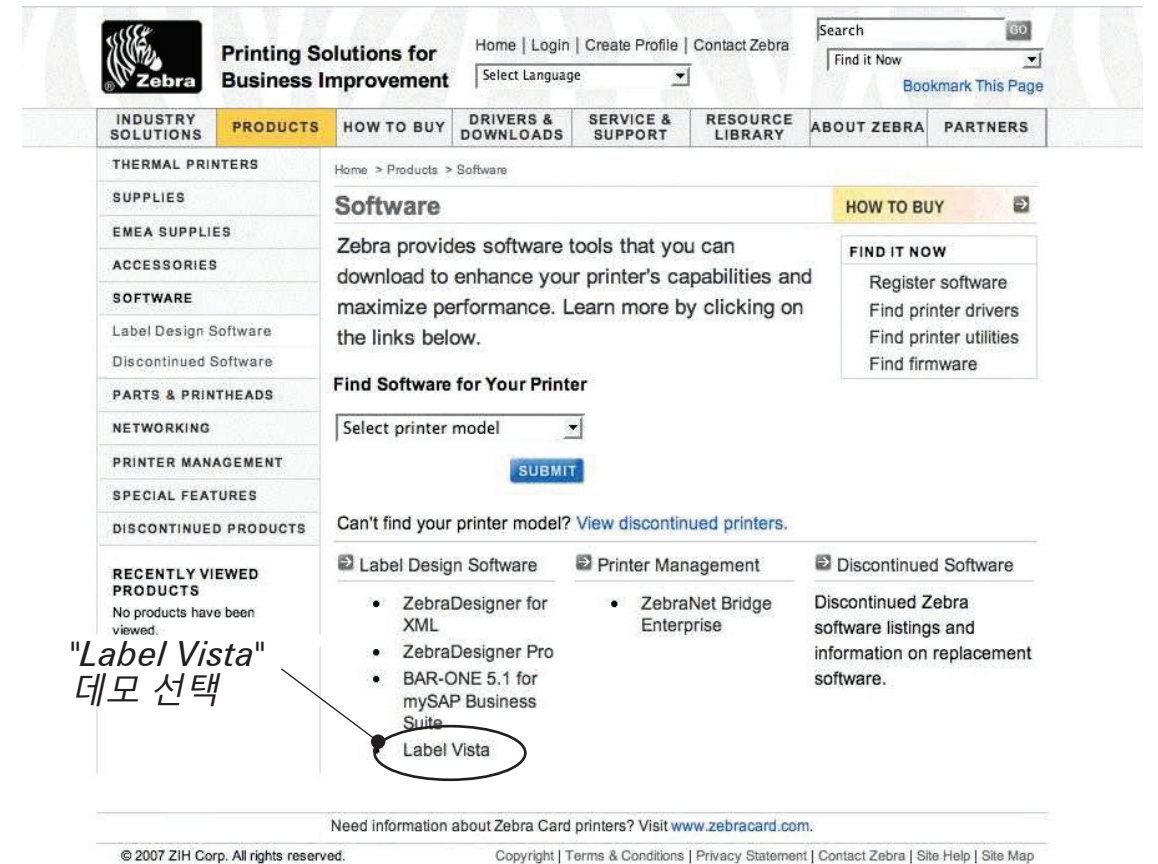 Zebra
Printing Solutions for
Business Improvement
Home | Login | Create Profile | Contact Zebra
Select Language
Search
GO
Find it Now
Bookmark This Page
INDUSTRY
SOLUTIONS
PRODUCTS
HOW TO BUY
DRIVERS &
DOWNLOADS
SERVICE &
SUPPORT
RESOURCE
LIBRARY
ABOUT ZEBRA
PARTNERS
THERMAL PRINTERS
SUPPLIES
EMEA SUPPLIES
ACCESSORIES
SOFTWARE
Label Design Software
Discontinued Software
PARTS & PRINTHEADS
NETWORKING
PRINTER MANAGEMENT
SPECIAL FEATURES
DISCONTINUED PRODUCTS
RECENTLY VIEWED
PRODUCTS
No products have been
viewed.
"Label Vista"
데모 선택
Home > Products > Software
Software
Zebra provides software tools that you can
download to enhance your printer's capabilities and
maximize performance. Learn more by clicking on
the links below.
Find Software for Your Printer
Select printer model
SUBMIT
Can't find your printer model? View discontinued printers.
HOW TO BUY
FIND IT NOW
Register software
Find printer drivers
Find printer utilities
Find firmware
Label Design Software
• ZebraDesigner for
XML
• ZebraDesigner Pro
• BAR-ONE 5.1 for
mySAP Business
Suite
Label Vista
Printer Management
• ZebraNet Bridge
Enterprise
Discontinued Software
Discontinued Zebra
software listings and
information on replacement
software.
Need information about Zebra Card printers? Visit www.zebracard.com.
© 2007 ZIH Corp. All rights reserved.
Copyright | Terms & Conditions | Privacy Statement | Contact Zebra | Site Help | Site Map